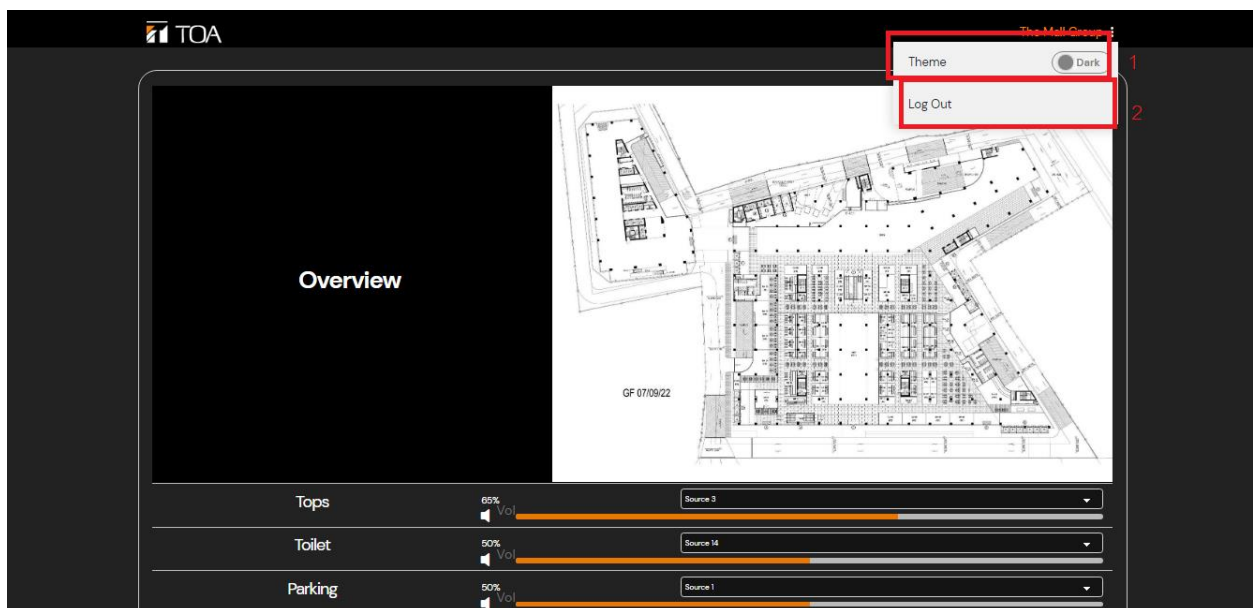 TOA
The Mall Group
Theme
Dark
1
Log Out
2
Overview
GF 07/09/22
Tops
65%
Vol
Source 3
Toilet
50%
Vol
Source 14
Parking
50%
Vol
Source 1